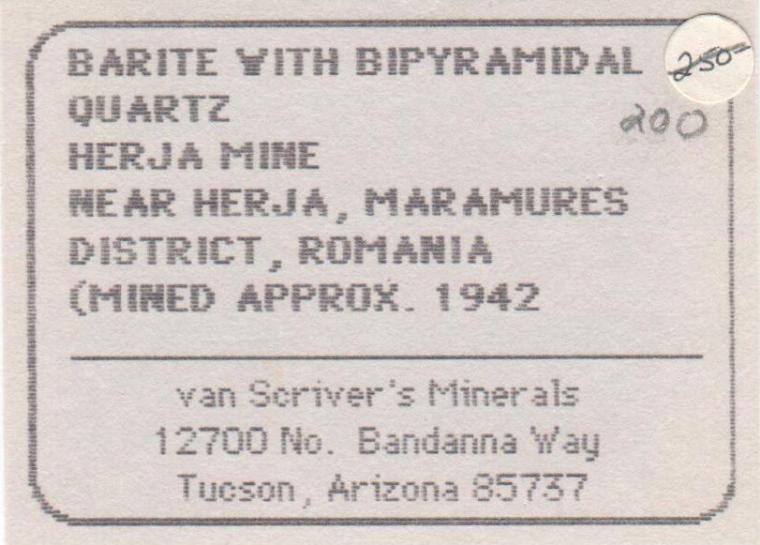 BARITE WITH BIPYRAMIDAL
250-
QUARTZ
200
HERJA MINE
NEAR HERJA, MARAMURES
DISTRICT, ROMANIA
(MINED APPROX. 1942
van Scriver's Minerals
12700 No. Bandanna Way
Tucson, Arizona 85737